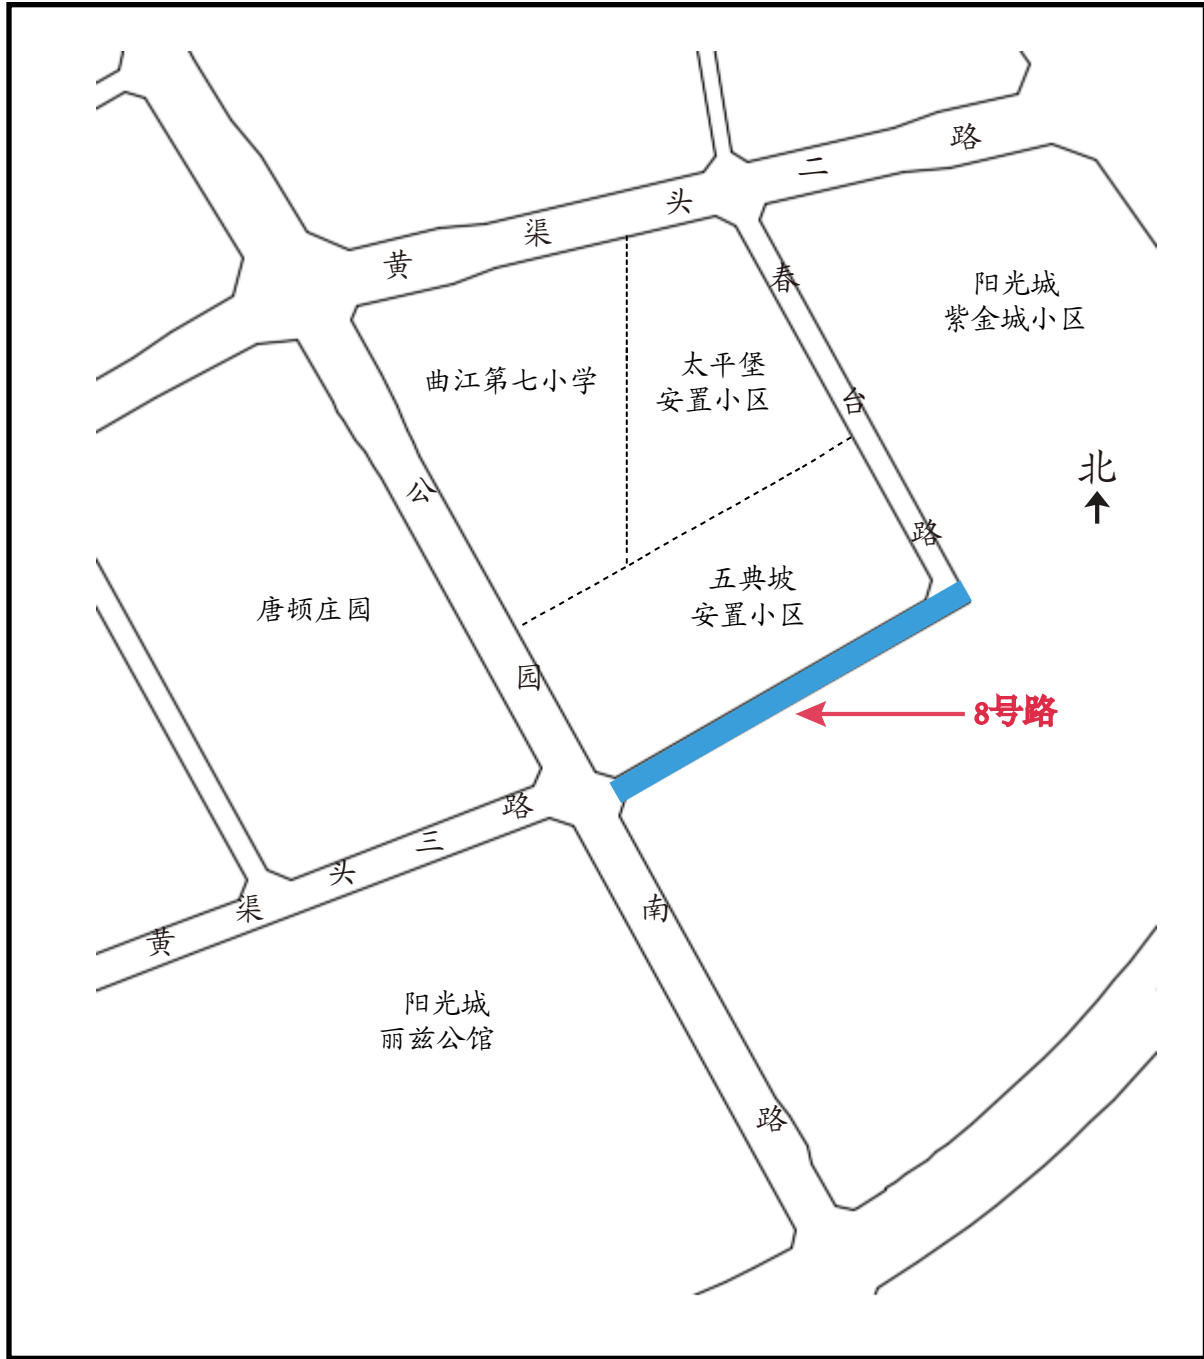 黄渠头二路
春台路
阳光城
紫金城小区
曲江第七小学
太平堡
安置小区
北
公园南路
唐顿庄园
五典坡
安置小区
8号路
黄渠头三路
阳光城
丽兹公馆